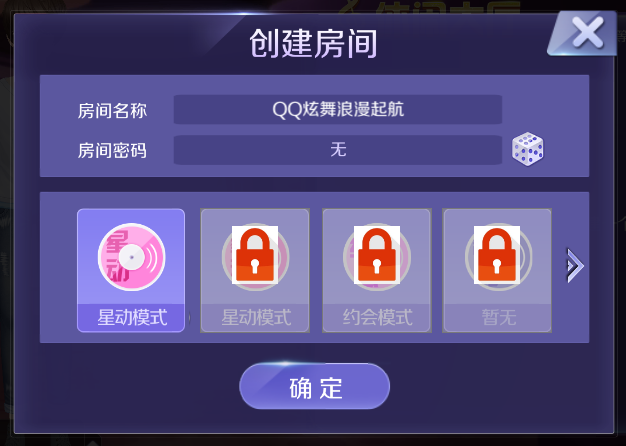 创建房间
房间名称 QQ炫舞浪漫起航
房间密码 无
星动
星动模式 星动模式 约会模式 暂无
确定